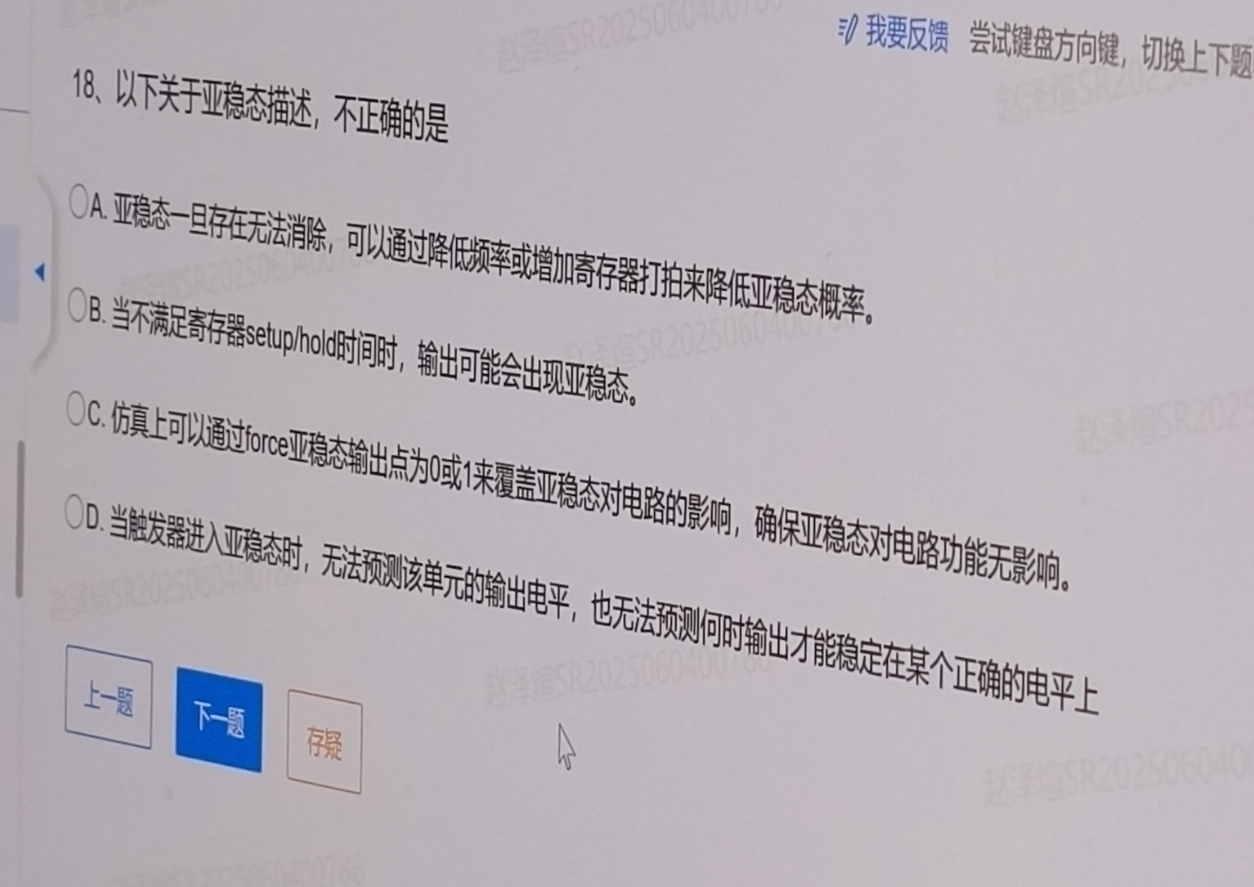 我要反馈 尝试键盘方向键，切换上下题
18、以下关于亚稳态描述，不正确的是
A. 亚稳态一旦存在无法消除，可以通过降低频率或增加寄存器打拍来降低亚稳态概率。
B. 当不满足寄存器setup/hold时间时，输出可能会出现亚稳态。
C. 仿真上可以通过force亚稳态输出点为0或1来覆盖亚稳态对电路的影响，确保亚稳态对电路功能无影响。
D. 当触发器进入亚稳态时，无法预测该单元的输出电平，也无法预测何时输出才能稳定在某个正确的电平上
上一题 下一题 存疑